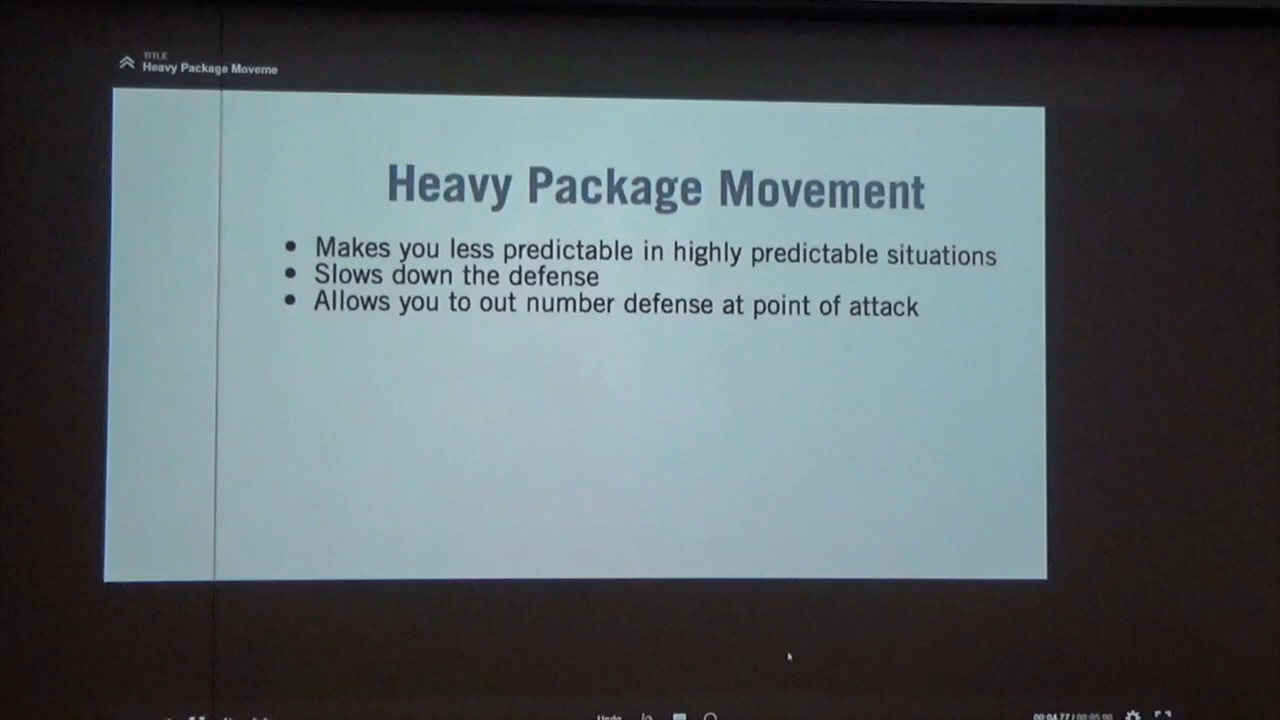 TITLE
Heavy Package Moveme
Heavy Package Movement
• Makes you less predictable in highly predictable situations
• Slows down the defense
• Allows you to out number defense at point of attack